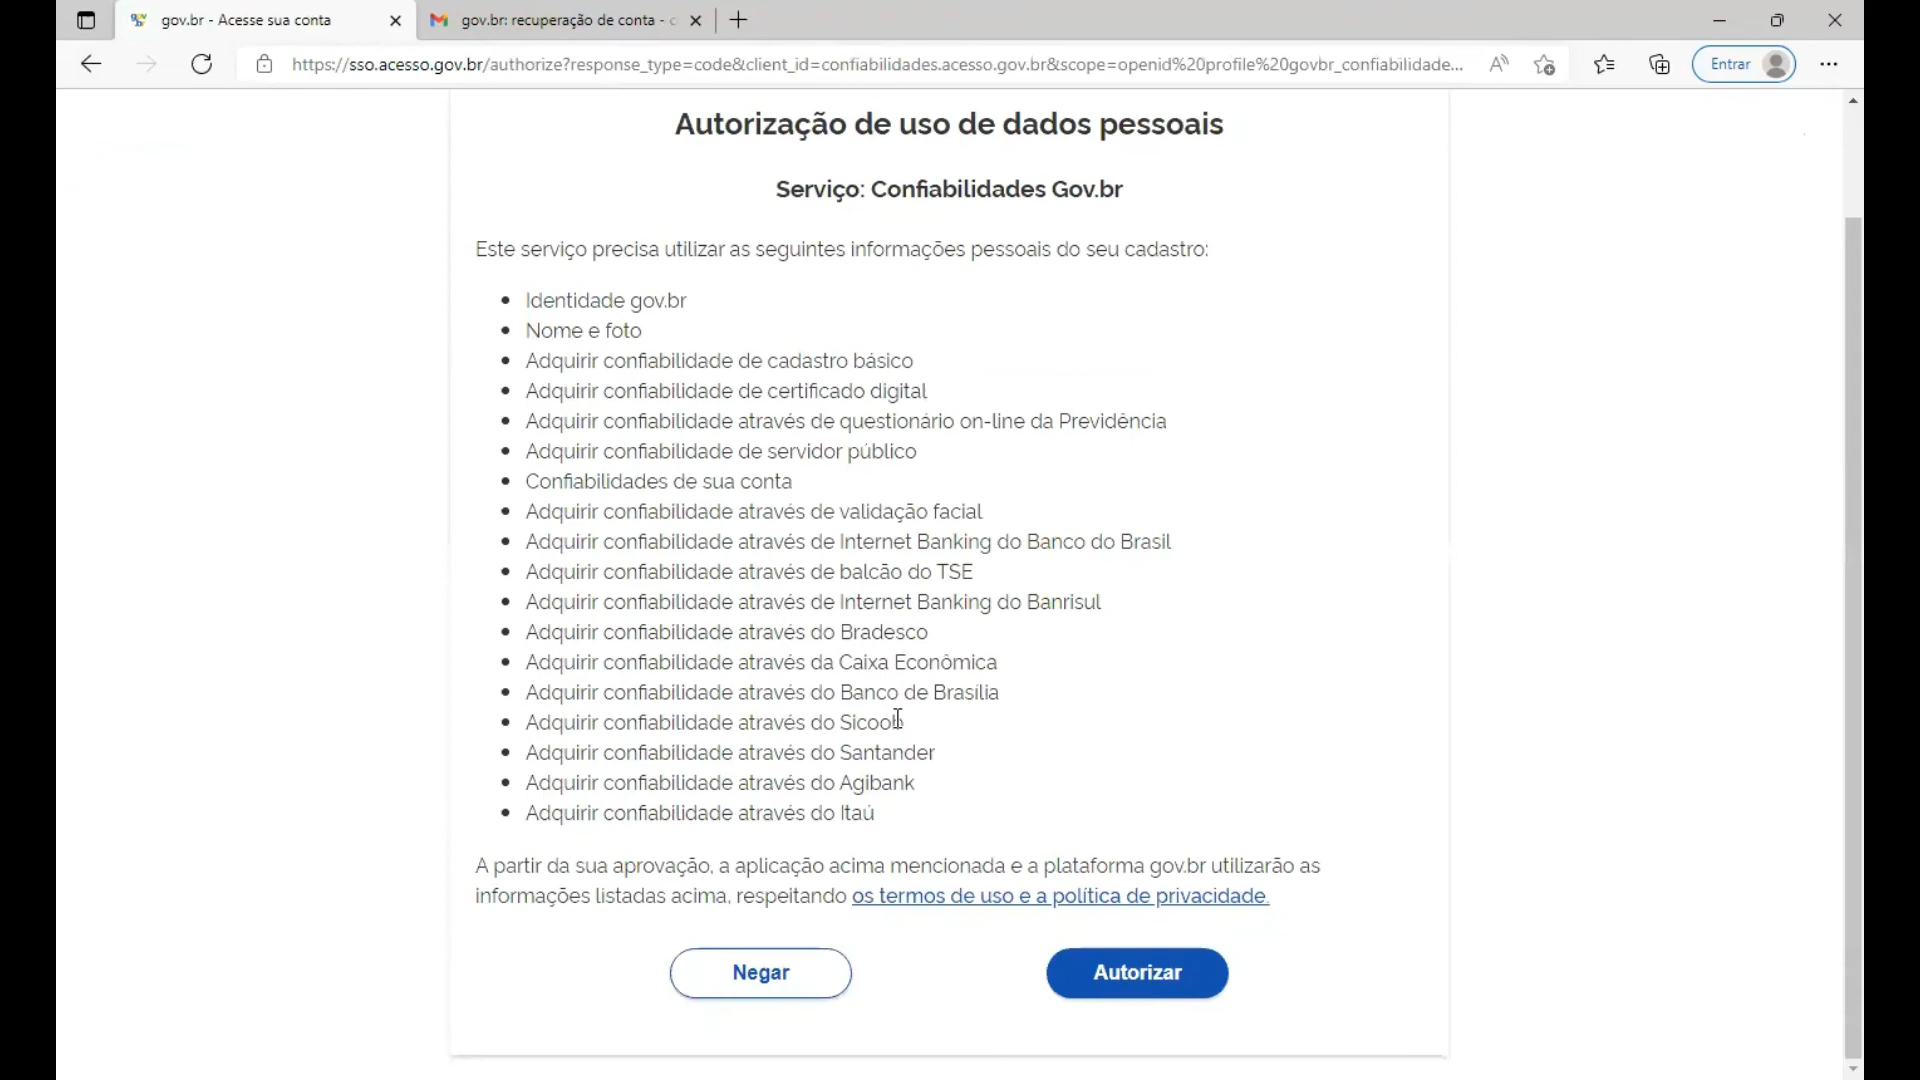 gov.br - Acesse sua conta
gov.br: recuperação de conta -
https://sso.acesso.gov.br/authorize?response_type=code&client_id=confiabilidades.acesso.gov.br&scope=openid%20profile%20govbr_confiabilidade...
Entrar
Autorização de uso de dados pessoais
Serviço: Confiabilidades Gov.br
Este serviço precisa utilizar as seguintes informações pessoais do seu cadastro:
Identidade gov.br
Nome e foto
Adquirir confiabilidade de cadastro básico
Adquirir confiabilidade de certificado digital
Adquirir confiabilidade através de questionário on-line da Previdência
Adquirir confiabilidade de servidor público
Confiabilidades de sua conta
Adquirir confiabilidade através de validação facial
Adquirir confiabilidade através de Internet Banking do Banco do Brasil
Adquirir confiabilidade através de balcão do TSE
Adquirir confiabilidade através de Internet Banking do Banrisul
Adquirir confiabilidade através do Bradesco
Adquirir confiabilidade através da Caixa Econômica
Adquirir confiabilidade através do Banco de Brasília
Adquirir confiabilidade através do Sicoob
Adquirir confiabilidade através do Santander
Adquirir confiabilidade através do Agibank
Adquirir confiabilidade através do Itaú
A partir da sua aprovação, a aplicação acima mencionada e a plataforma gov.br utilizarão as
informações listadas acima, respeitando os termos de uso e a política de privacidade.
Negar
Autorizar